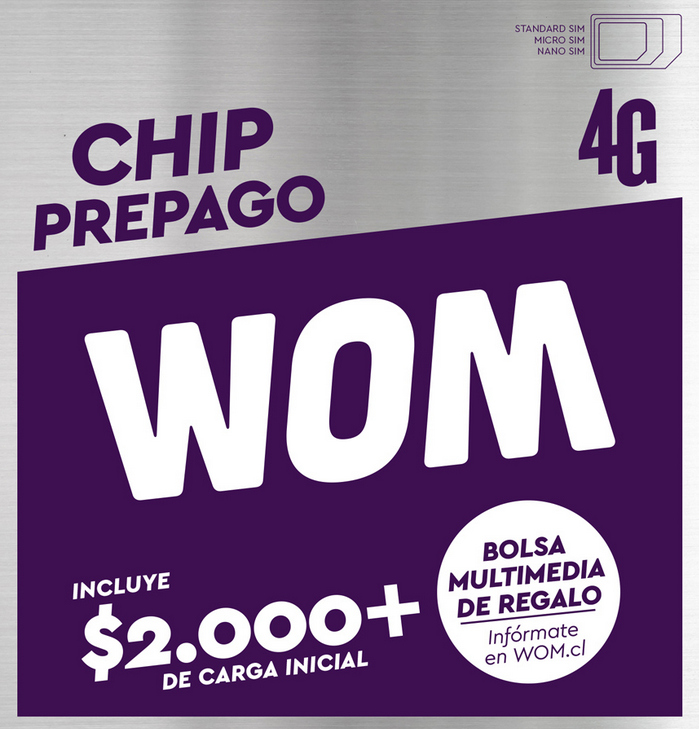 STANDARD SIM
MICRO SIM
NANO SIM
4G
CHIP
PREPAGO
WOM
INCLUYE
$2.000+
DE CARGA INICIAL
BOLSA
MULTIMEDIA
DE REGALO
Infórmate
en WOM.cl